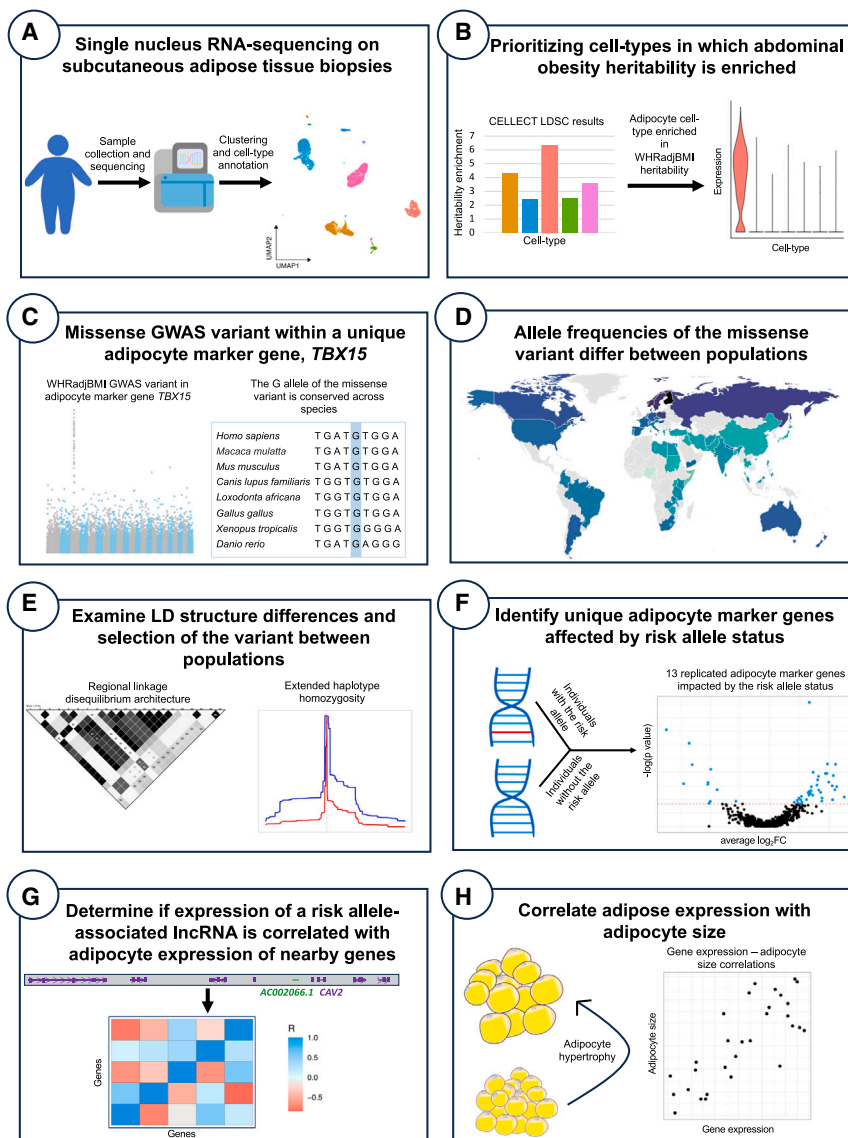 A
Single nucleus RNA-sequencing on
subcutaneous adipose tissue biopsies
Sample
collection and
sequencing
Clustering
and cell-type
annotation
UMAP2
UMAP1
B
Prioritizing cell-types in which abdominal
obesity heritability is enriched
CELLECT LDSC results
Heritability enrichment
7
6
5
4
3
2
1
0
Cell-type
Adipocyte cell-
type enriched
in
WHRadjBMI
heritability
Expression
Cell-type
C
Missense GWAS variant within a unique
adipocyte marker gene, TBX15
WHRadjBMI GWAS variant in
adipocyte marker gene TBX15
The G allele of the missense
variant is conserved across
species
Homo sapiens T G A T G T G G A
Macaca mulatta T G A T G T G G A
Mus musculus T G A T G T G G A
Canis lupus familiaris T G G T G T G G A
Loxodonta africana T G G T G T G G A
Gallus gallus T G G T G T G G A
Xenopus tropicalis T G G T G G G G A
Danio rerio T G A T G A G G G
D
Allele frequencies of the missense
variant differ between populations
E
Examine LD structure differences and
selection of the variant between
populations
Regional linkage
disequilibrium architecture
Extended haplotype
homozygosity
F
Identify unique adipocyte marker genes
affected by risk allele status
Individuals
with the risk
allele
Individuals
without the
risk allele
13 replicated adipocyte marker genes
impacted by the risk allele status
-log(p value)
average log₂FC
G
Determine if expression of a risk allele-
associated lncRNA is correlated with
adipocyte expression of nearby genes
AC002066.1 CAV2
Genes
Genes
R
1.0
0.5
0.0
−0.5
H
Correlate adipose expression with
adipocyte size
Adipocyte
hypertrophy
Gene expression – adipocyte
size correlations
Adipocyte size
Gene expression